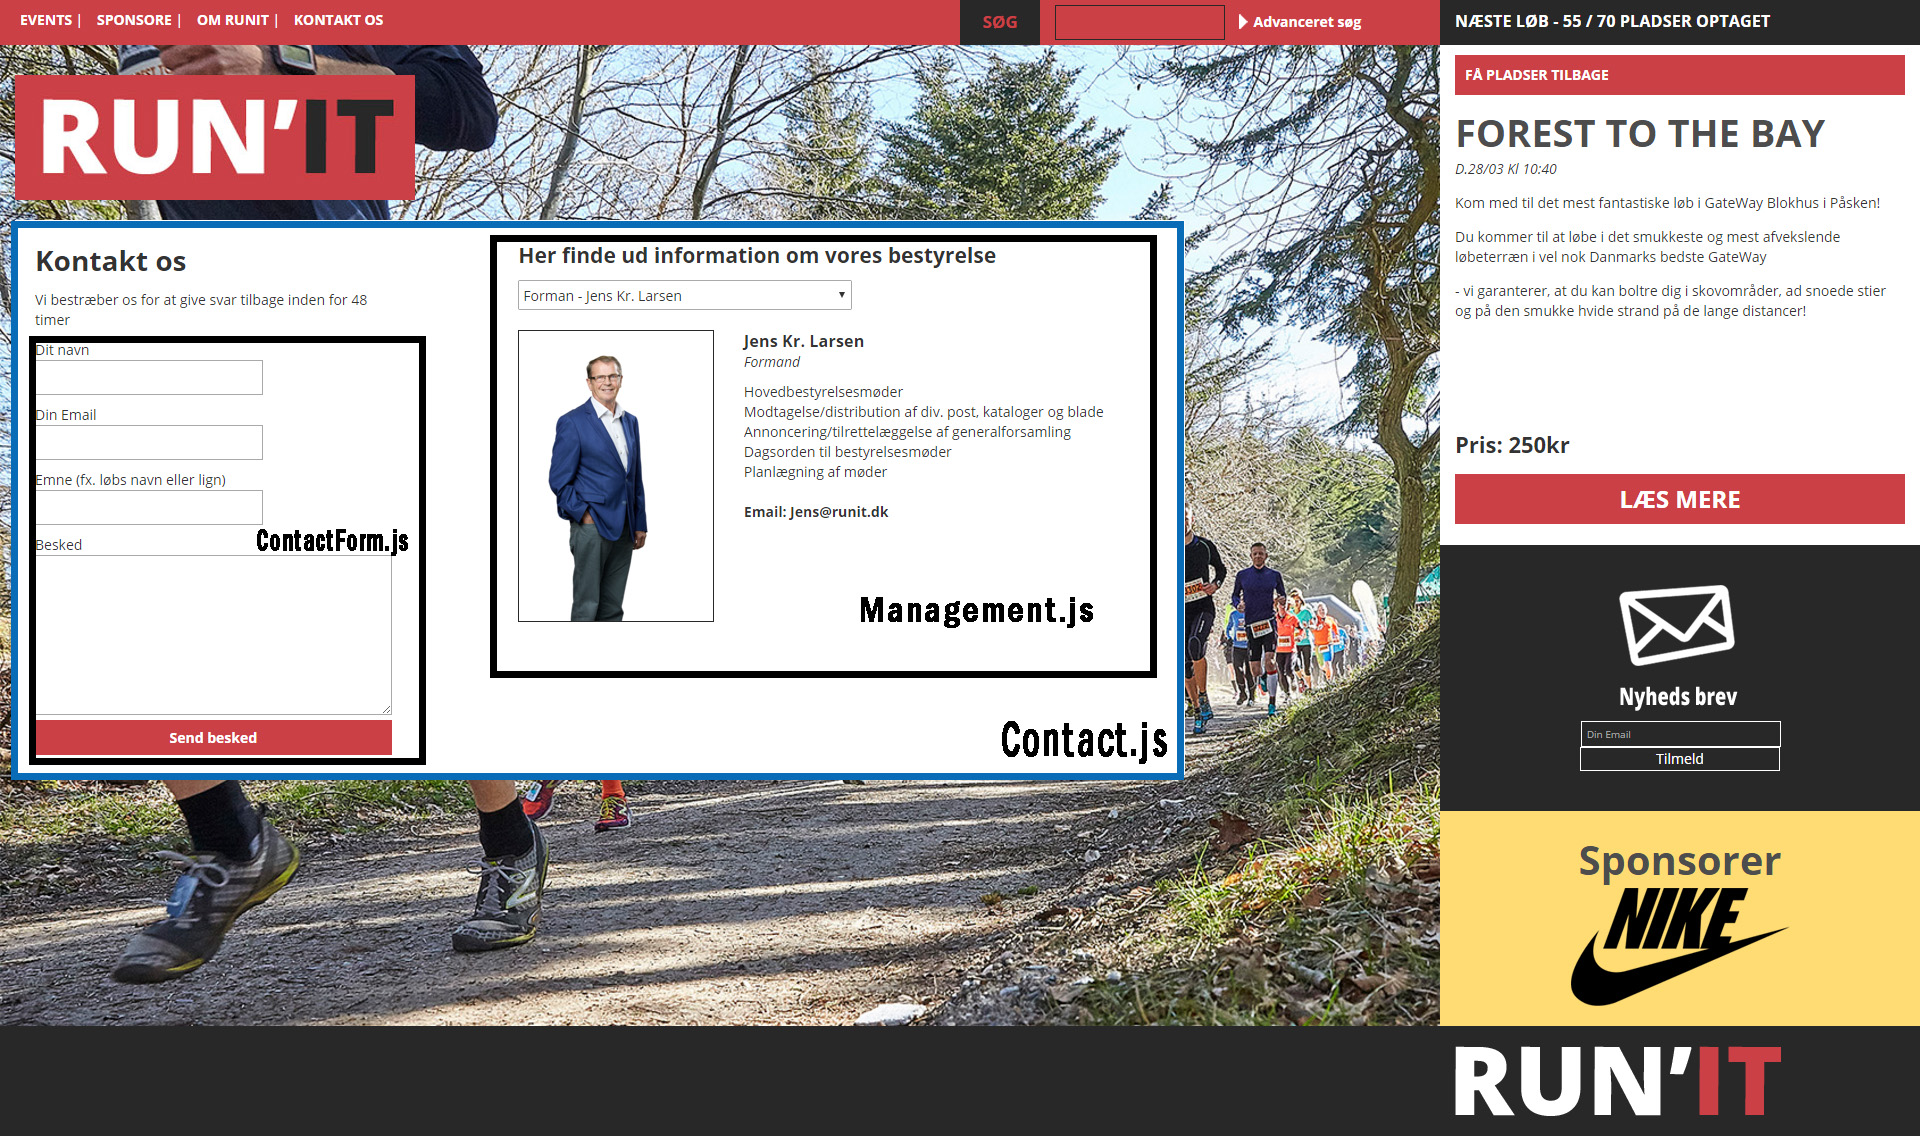 EVENTS | SPONSORE | OM RUNIT | KONTAKT OS
SØG
Advanceret søg
NÆSTE LØB - 55 / 70 PLADSER OPTAGET
RUN'IT
Kontakt os
Vi bestræber os for at give svar tilbage inden for 48
timer
Dit navn
Din Email
Emne (fx. løbs navn eller lign)
Besked
ContactForm.js
Send besked
Her finde ud information om vores bestyrelse
Forman - Jens Kr. Larsen
Jens Kr. Larsen
Formand
Hovedbestyrelsesmøder
Modtagelse/distribution af div. post, kataloger og blade
Annoncering/tilrettelæggelse af generalforsamling
Dagsorden til bestyrelsesmøder
Planlægning af møder
Email: Jens@runit.dk
Management.js
Contact.js
FÅ PLADSER TILBAGE
FOREST TO THE BAY
D.28/03 Kl 10:40
Kom med til det mest fantastiske løb i GateWay Blokhus i Påsken!
Du kommer til at løbe i det smukkeste og mest afvekslende
løbeterræn i vel nok Danmarks bedste GateWay
- vi garanterer, at du kan boltre dig i skovområder, ad snoede stier
og på den smukke hvide strand på de lange distancer!
Pris: 250kr
LÆS MERE
Nyheds brev
Din Email
Tilmeld
Sponsorer
NIKE
RUN'IT